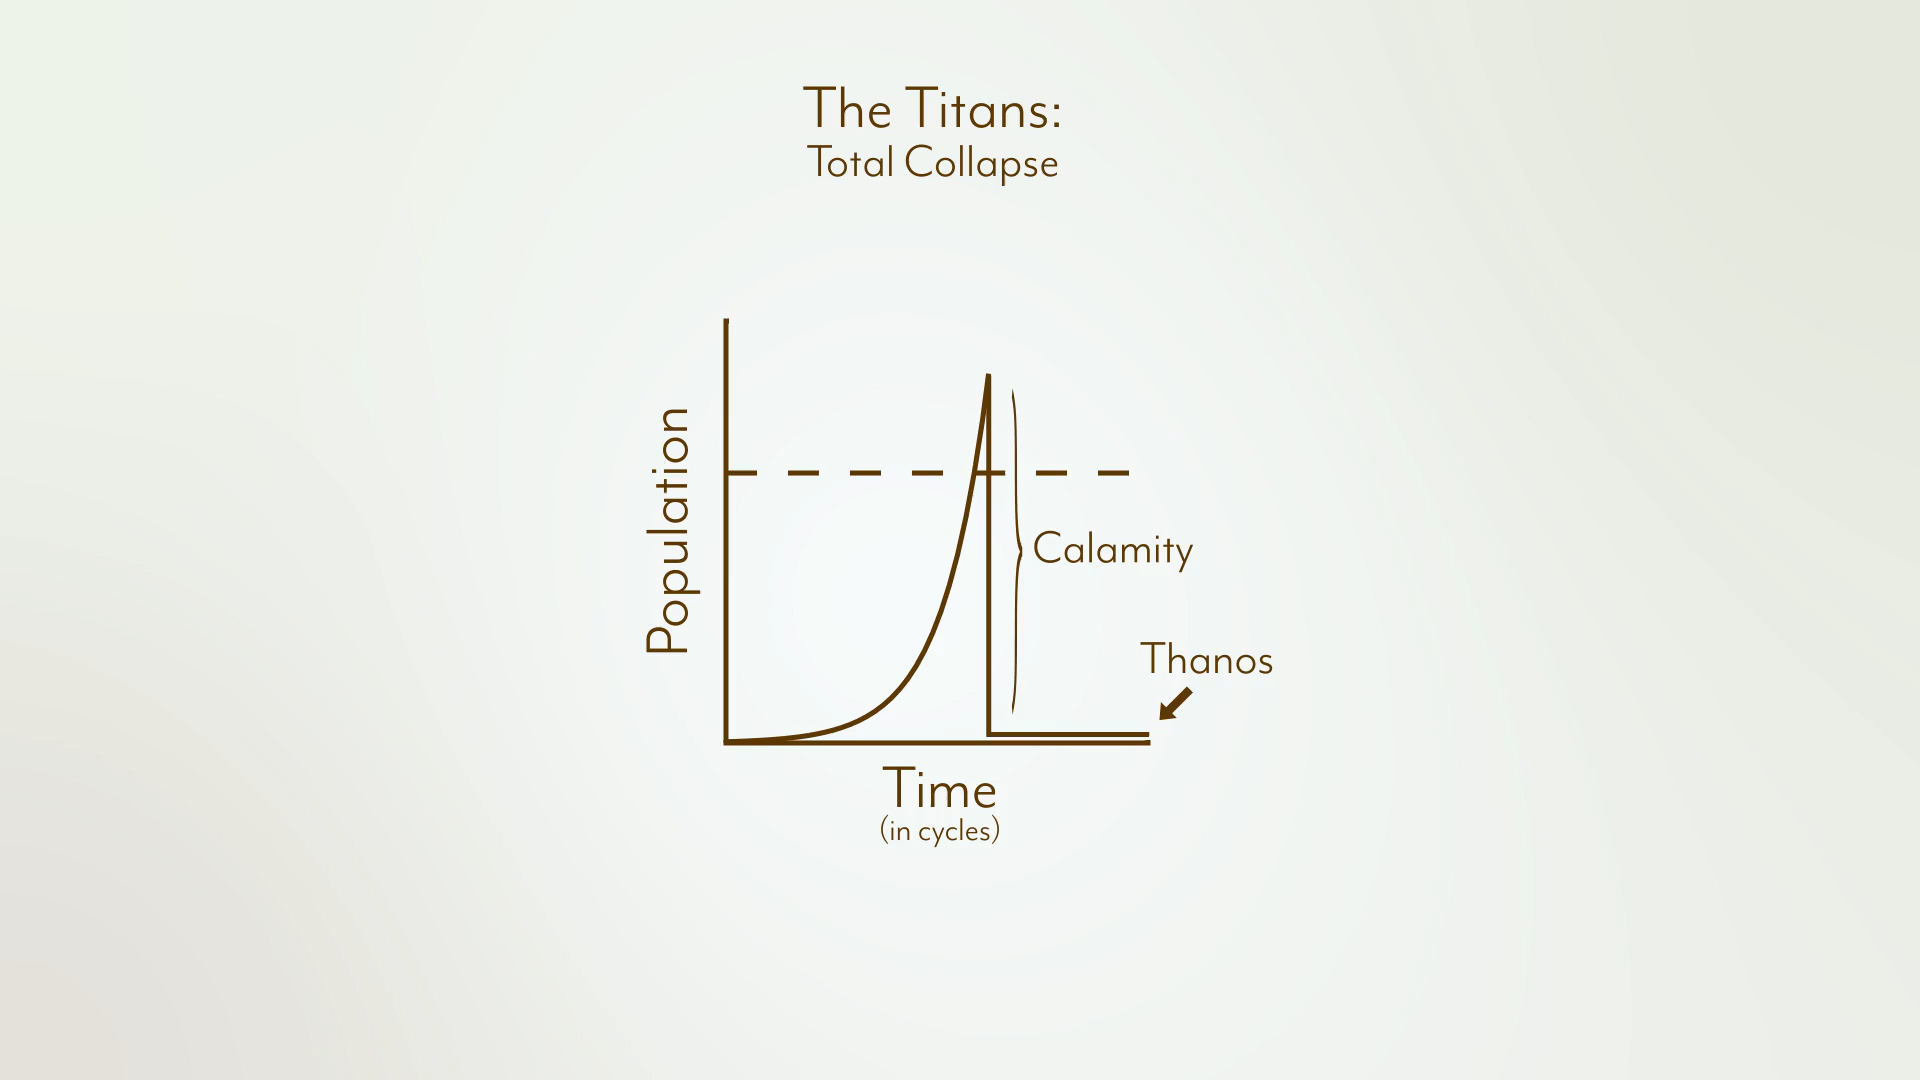 The Titans:
Total Collapse
Population
Calamity
Thanos
Time
(in cycles)